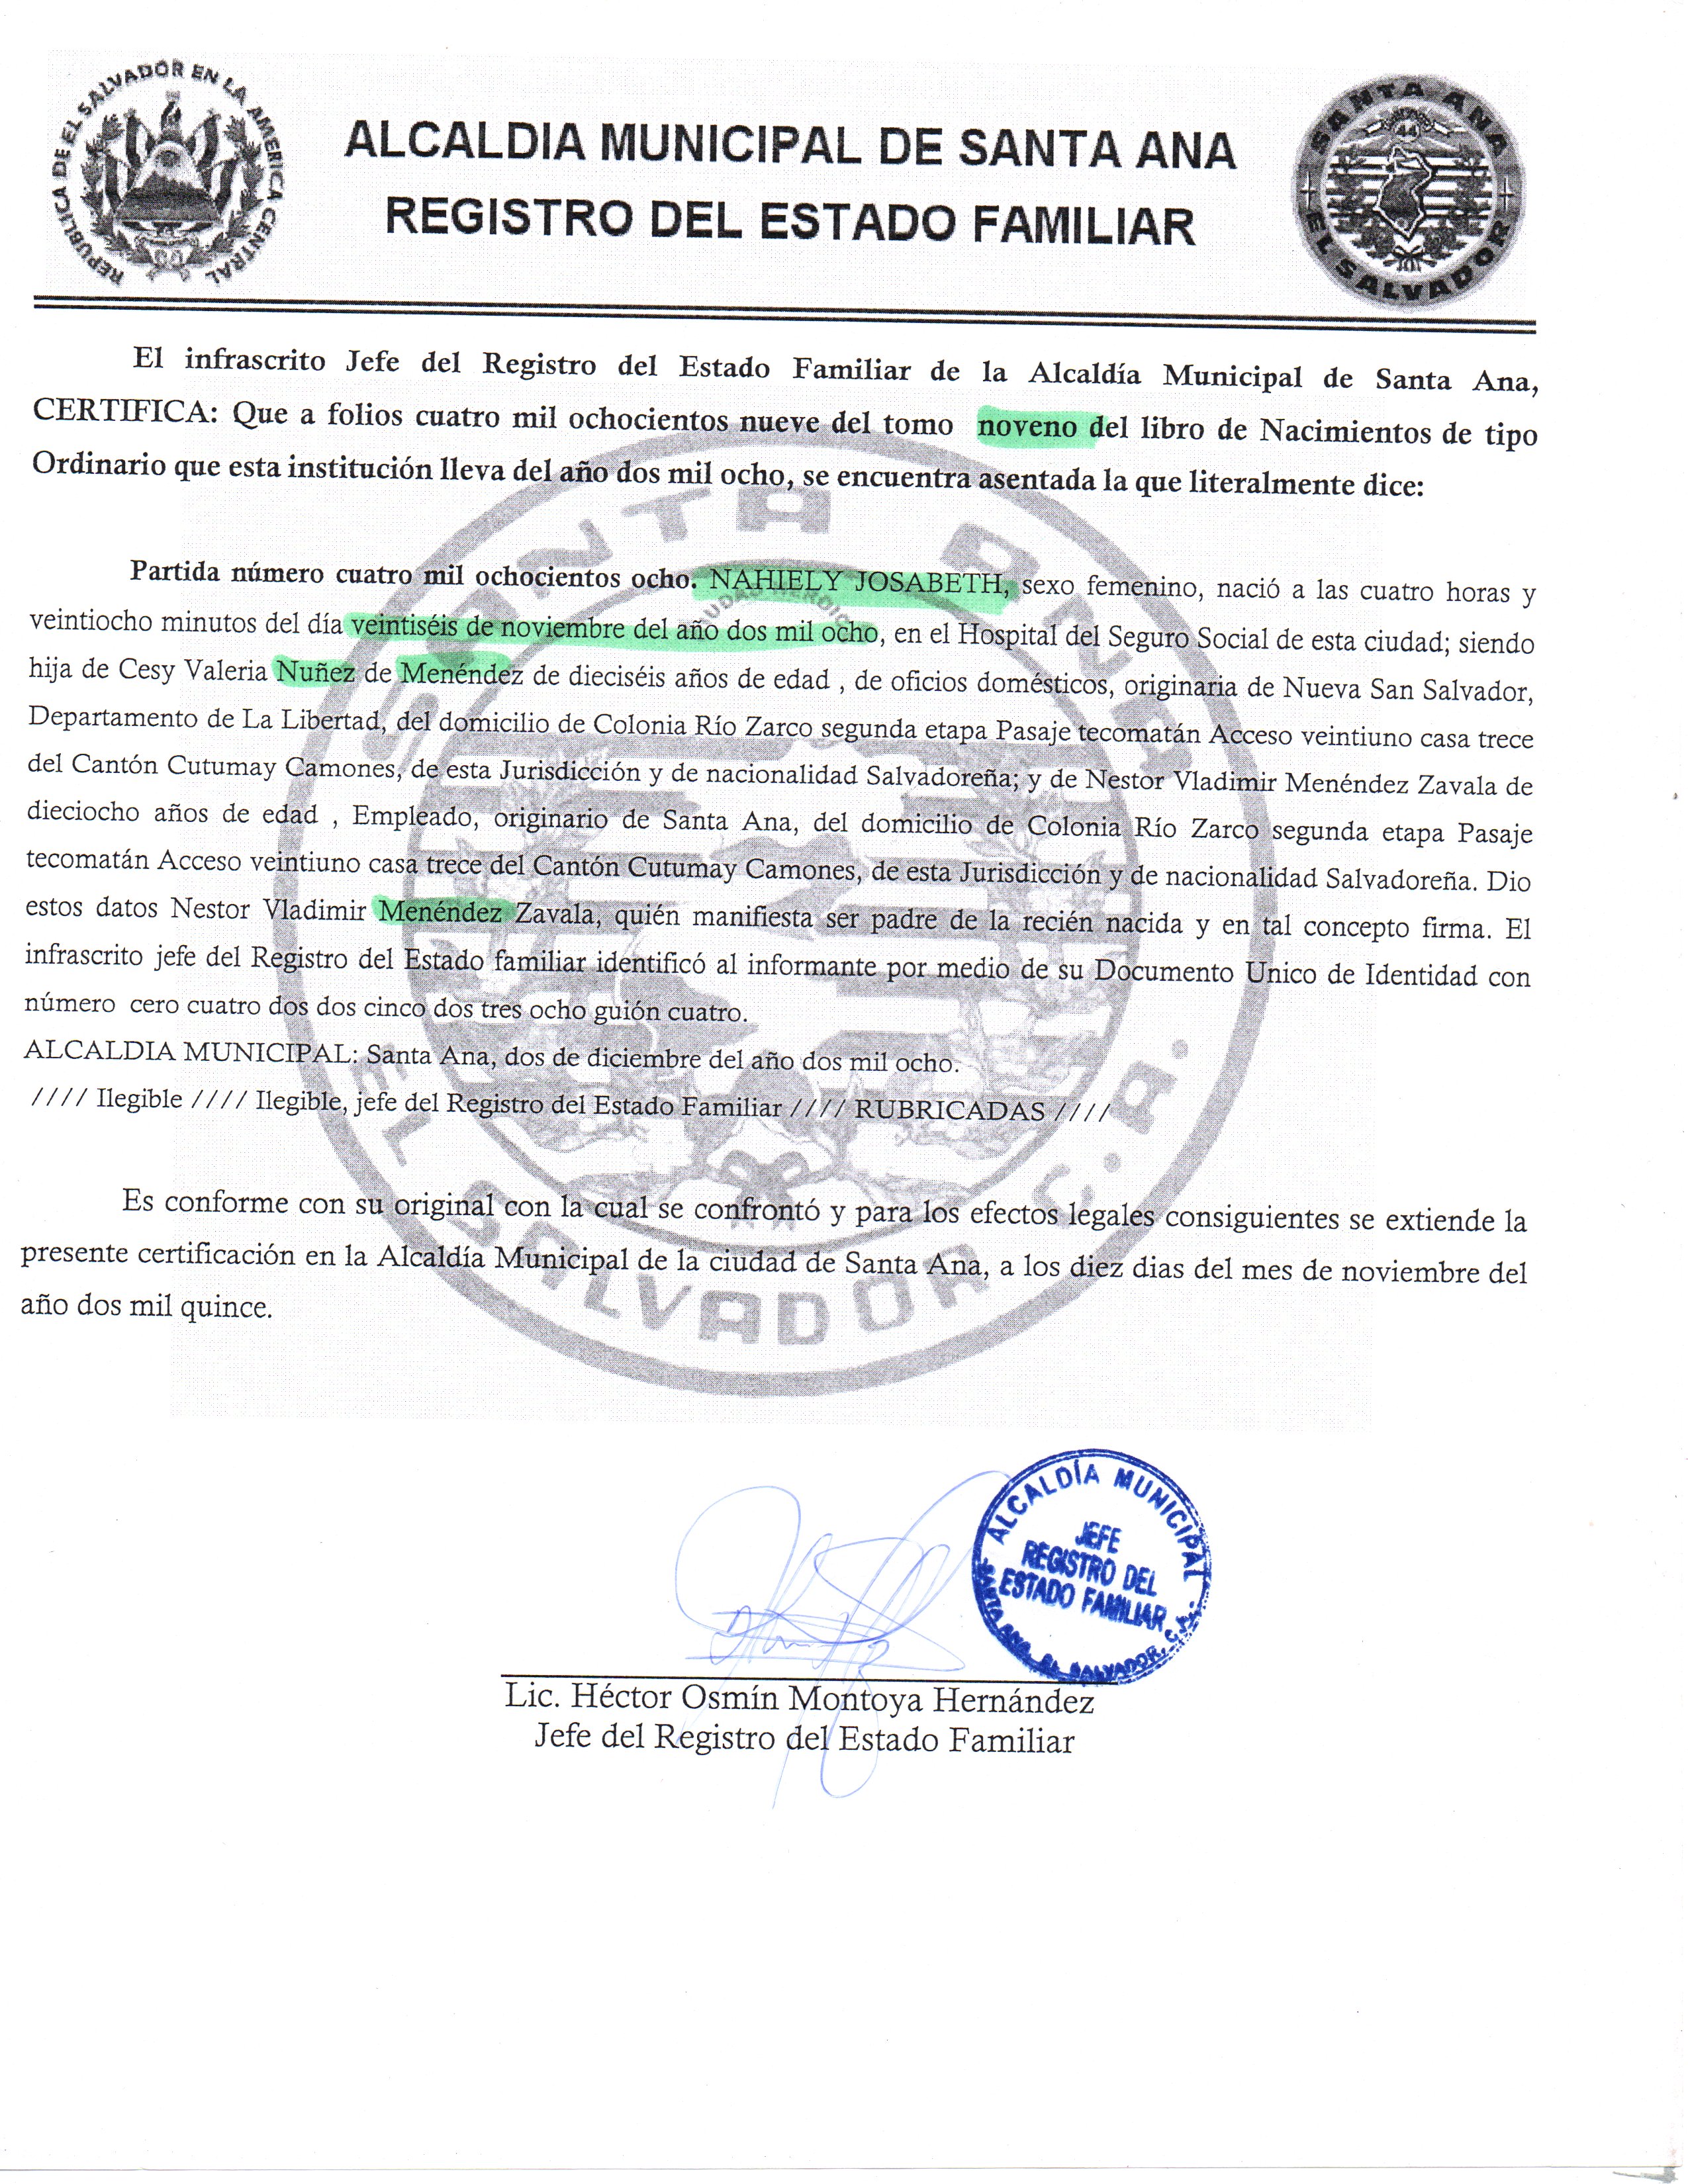 REPUBLICA DE EL SALVADOR EN LA AMERICA CENTRAL
ALCALDIA MUNICIPAL DE SANTA ANA
REGISTRO DEL ESTADO FAMILIAR
SANTA ANA
44
EL SALVADOR
El infrascrito Jefe del Registro del Estado Familiar de la Alcaldía Municipal de Santa Ana,
CERTIFICA: Que a folios cuatro mil ochocientos nueve del tomo noveno del libro de Nacimientos de tipo
Ordinario que esta institución lleva del año dos mil ocho, se encuentra asentada la que literalmente dice:
Partida número cuatro mil ochocientos ocho. NAHIELY JOSABETH, sexo femenino, nació a las cuatro horas y
veintiocho minutos del día veintiséis de noviembre del año dos mil ocho, en el Hospital del Seguro Social de esta ciudad; siendo
hija de Cesy Valeria Nuñez de Menéndez de dieciséis años de edad , de oficios domésticos, originaria de Nueva San Salvador,
Departamento de La Libertad, del domicilio de Colonia Río Zarco segunda etapa Pasaje tecomatán Acceso veintiuno casa trece
del Cantón Cutumay Camones, de esta Jurisdicción y de nacionalidad Salvadoreña; y de Nestor Vladimir Menéndez Zavala de
dieciocho años de edad , Empleado, originario de Santa Ana, del domicilio de Colonia Río Zarco segunda etapa Pasaje
tecomatán Acceso veintiuno casa trece del Cantón Cutumay Camones, de esta Jurisdicción y de nacionalidad Salvadoreña. Dio
estos datos Nestor Vladimir Menéndez Zavala, quién manifiesta ser padre de la recién nacida y en tal concepto firma. El
infrascrito jefe del Registro del Estado familiar identificó al informante por medio de su Documento Unico de Identidad con
número cero cuatro dos dos cinco dos tres ocho guión cuatro.
ALCALDIA MUNICIPAL: Santa Ana, dos de diciembre del año dos mil ocho.
//// Ilegible //// Ilegible, jefe del Registro del Estado Familiar //// RUBRICADAS ////
Es conforme con su original con la cual se confrontó y para los efectos legales consiguientes se extiende la
presente certificación en la Alcaldía Municipal de la ciudad de Santa Ana, a los diez dias del mes de noviembre del
año dos mil quince.
SANTA ANA
EL SALVADOR C.A.
ALCALDÍA MUNICIPAL
JEFE
REGISTRO DEL
ESTADO FAMILIAR
SANTA ANA, EL SALVADOR, C.A.
Lic. Héctor Osmín Montoya Hernández
Jefe del Registro del Estado Familiar